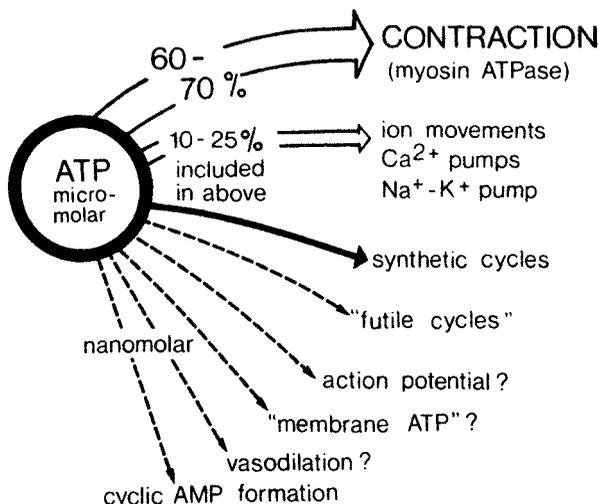 60-
70%
CONTRACTION
(myosin ATPase)
ATP
micro-
molar
10-25%
included
in above
ion movements
Ca2+ pumps
Na+-K+ pump
synthetic cycles
"futile cycles"
nanomolar
action potential?
"membrane ATP"?
vasodilation?
cyclic AMP formation